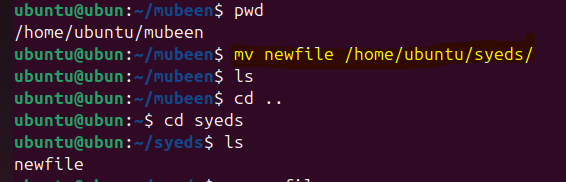 ubuntu@ubun:~/mubeen$ pwd
/home/ubuntu/mubeen
ubuntu@ubun:~/mubeen$ mv newfile /home/ubuntu/syeds/
ubuntu@ubun:~/mubeen$ ls
ubuntu@ubun:~/mubeen$ cd ..
ubuntu@ubun:~$ cd syeds
ubuntu@ubun:~/syeds$ ls
newfile